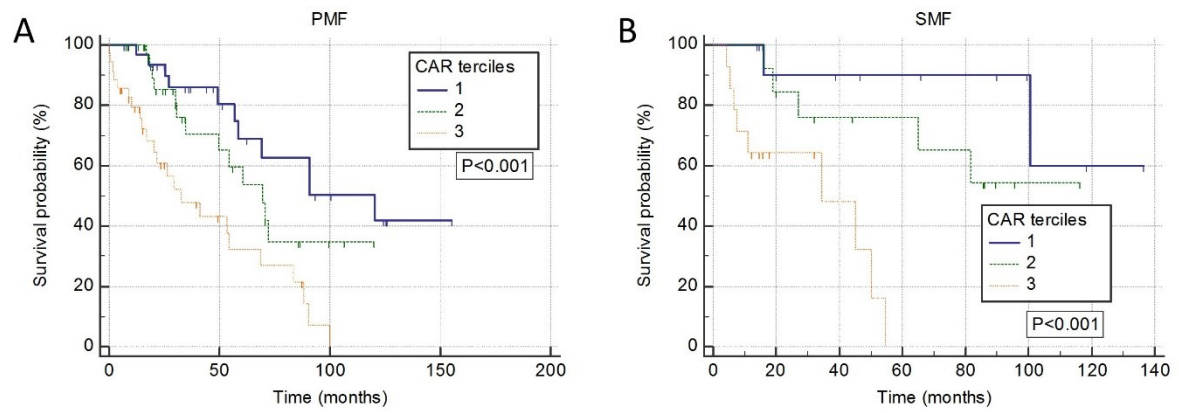 A
PMF
Survival probability (%)
100
80
60
40
20
0
CAR terciles
1
2
3
P<0.001
0 50 100 150 200
Time (months)
B
SMF
Survival probability (%)
100
80
60
40
20
0
CAR terciles
1
2
3
P<0.001
0 20 40 60 80 100 120 140
Time (months)